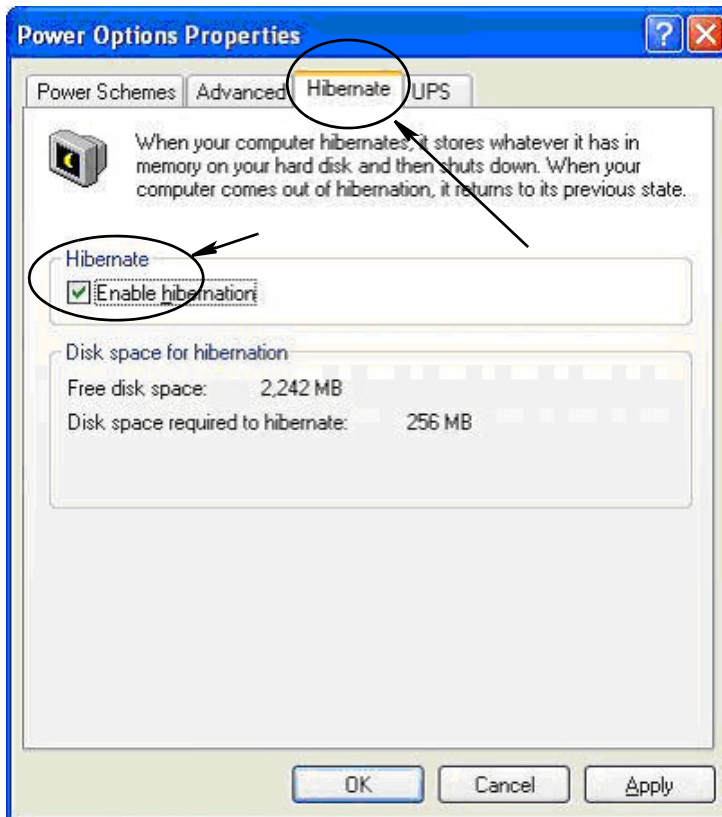 Power Options Properties
Power Schemes Advanced Hibernate UPS
When your computer hibernates, it stores whatever it has in
memory on your hard disk and then shuts down. When your
computer comes out of hibernation, it returns to its previous state.
Hibernate
Enable hibernation
Disk space for hibernation
Free disk space: 2,242 MB
Disk space required to hibernate: 256 MB
OK Cancel Apply